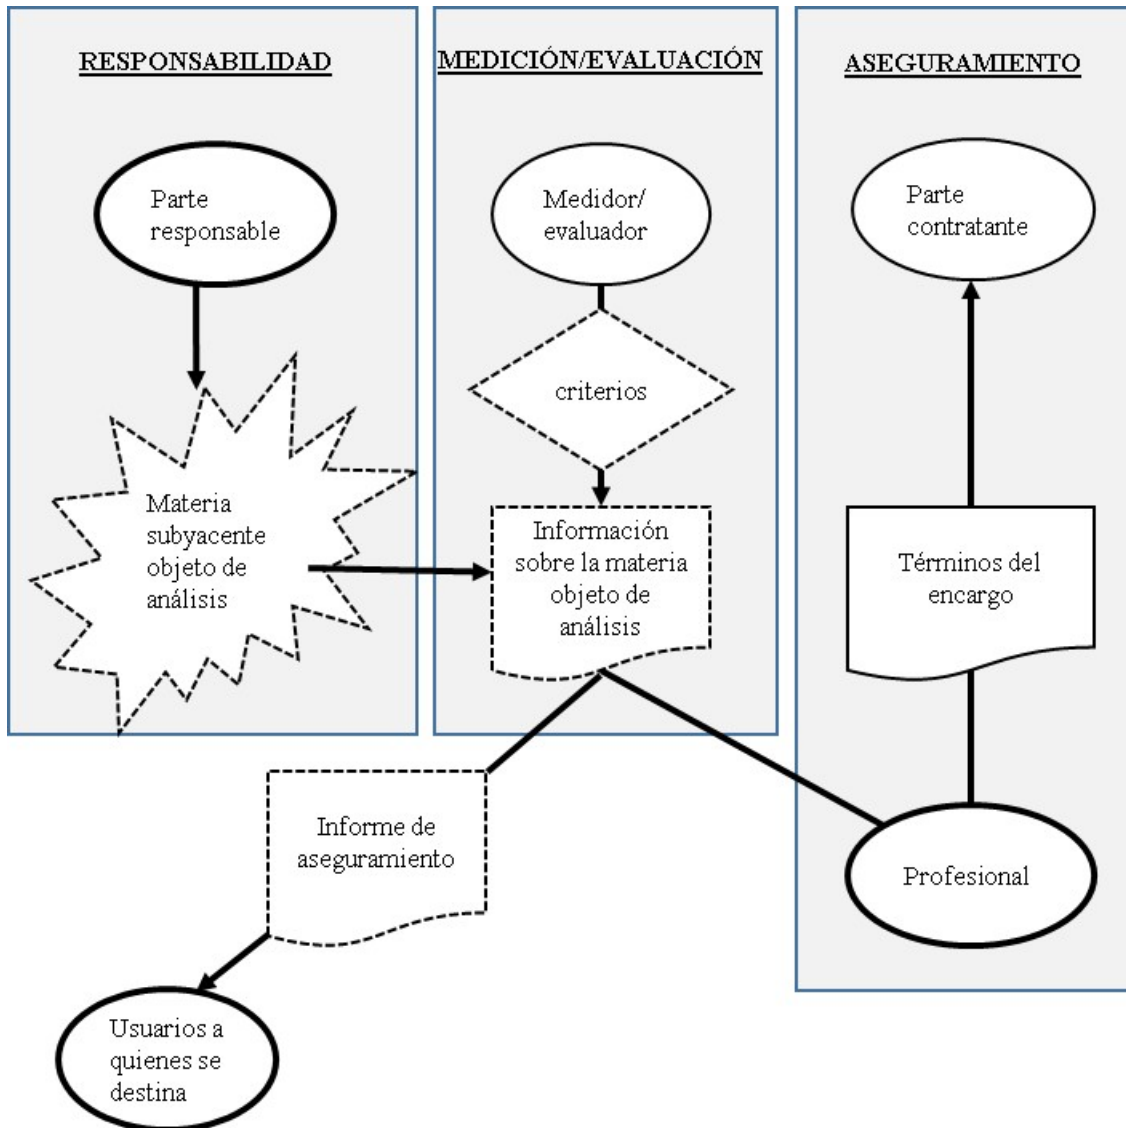 RESPONSABILIDAD
MEDICIÓN/EVALUACIÓN
ASEGURAMIENTO
Parte
responsable
Medidor/
evaluador
Parte
contratante
criterios
Materia
subyacente
objeto de
análisis
Información
sobre la materia
objeto de
análisis
Términos del
encargo
Informe de
aseguramiento
Profesional
Usuarios a
quienes se
destina